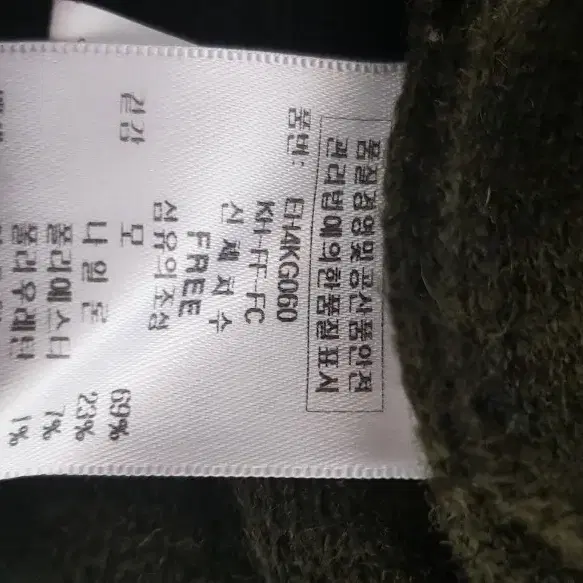 품질경영 및 공산품안전
관리법에 의한 품질표시
품번: EH4KG060
KH-FF-FC
신 체 치 수
FREE
섬유의 조성
겉감 모 69%
나일론 23%
폴리에스터 7%
폴리우레탄 1%